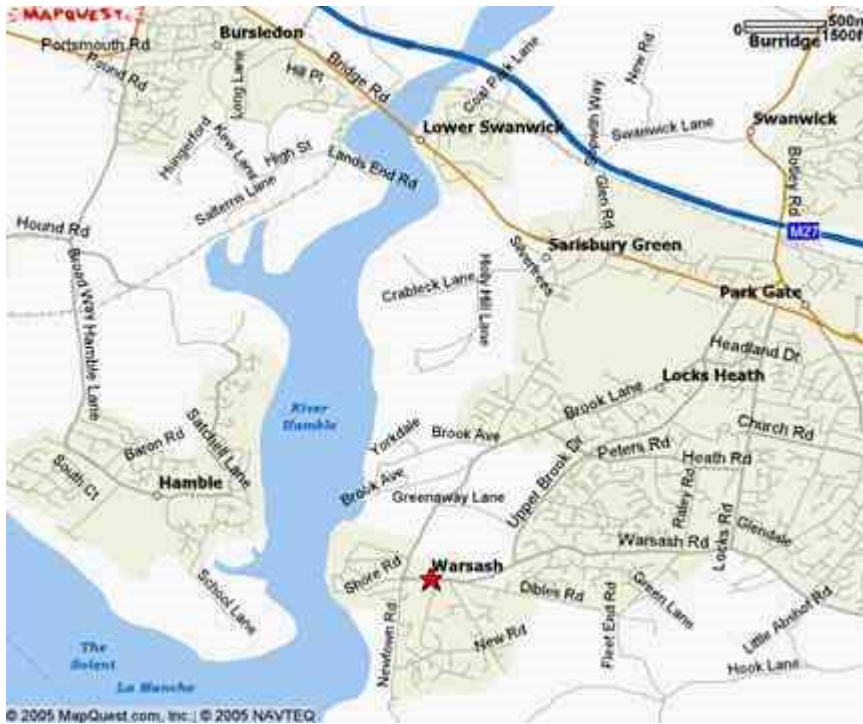 MAPQUEST
500m
0
1500ft
Burridge
Portsmouth Rd
Bursledon
Pound Rd
Long Lane
Hill Pl
Bridge Rd
Coal Park Lane
New Rd
Swanwick
Lower Swanwick
Swanwick Lane
Hungerford
Kew Lane
High St
Lands End Rd
Salterns Lane
Glen Rd
Botley Rd
M27
Hound Rd
Broad Way Hamble Lane
Sarisbury Green
Silvertrees
Holly Hill Lane
Crableck Lane
Park Gate
Headland Dr
Locks Heath
Brook Lane
River
Hamble
Satchell Lane
Baron Rd
Yorkdale
Brook Ave
Upper Brook Dr
Peters Rd
Church Rd
Heath Rd
Raley Rd
South Ct
Hamble
Brook Ave
Greenaway Lane
Locks Rd
Glendale
Warsash Rd
Warsash
Shore Rd
School Lane
Dibles Rd
Fleet End Rd
Green Lane
Little Abshot Rd
Newtown Rd
New Rd
Hook Lane
The
Solent
La Manche
© 2005 MapQuest.com, Inc.; © 2005 NAVTEQ